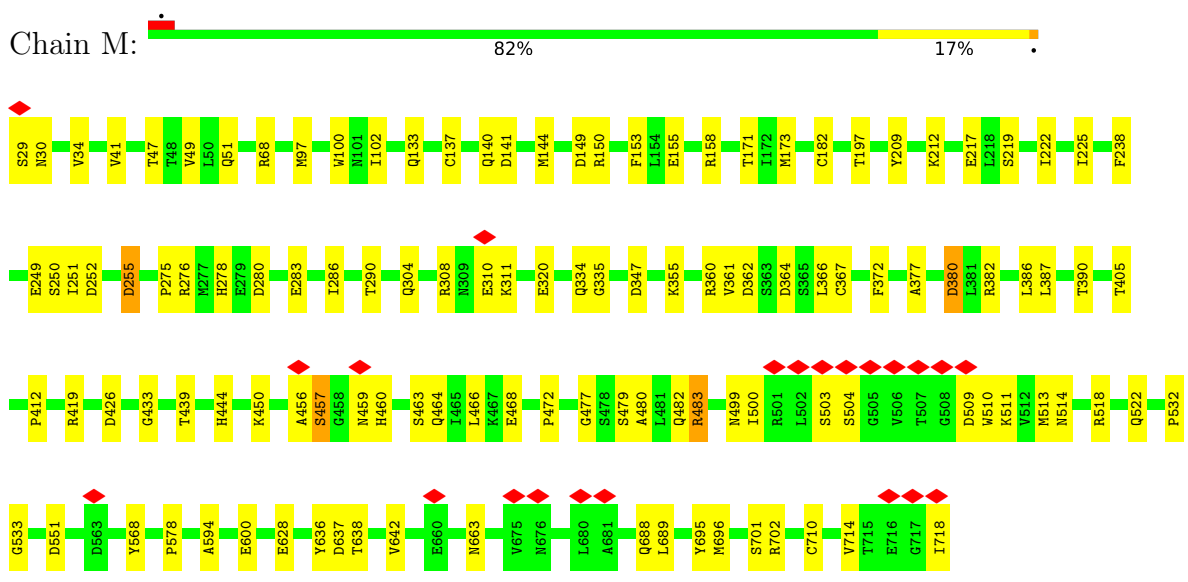 Chain M:
82% 17%
S29 N30 V34 V41 T47 T48 V49 L50 Q51 R68 M97 W100 N101 I102 Q133 C137 Q140 D141 M144 D149 R150 F153 L154 E155 R158 T171 I172 M173 C182 T197 Y209 K212 E217 L218 S219 I222 I225 F238
E249 S250 I251 D252 D255 P275 R276 M277 H278 E279 D280 E283 I286 T290 Q304 R308 N309 E310 K311 E320 Q334 G335 D347 K355 R360 V361 D362 S363 D364 S365 L366 C367 F372 A377 D380 L381 R382 L386 L387 T390 T405
P412 R419 D426 G433 T439 H444 K450 A456 S457 G458 N459 H460 S463 Q464 I465 L466 K467 E468 P472 G477 S478 S479 A480 L481 Q482 R483 N499 I500 R501 L502 S503 S504 G505 V506 T507 G508 D509 W510 K511 V512 M513 N514 R518 Q522 P532
G533 D551 D563 Y568 P578 A594 E600 E628 Y636 D637 T638 V642 E660 N663 V675 N676 L680 A681 Q688 L689 Y695 M696 S701 R702 C710 V714 T715 E716 G717 I718